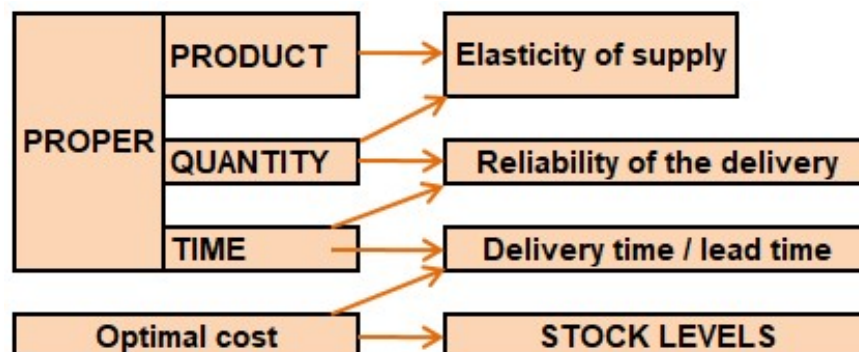 PROPER
PRODUCT
Elasticity of supply
QUANTITY
Reliability of the delivery
TIME
Delivery time / lead time
Optimal cost
STOCK LEVELS